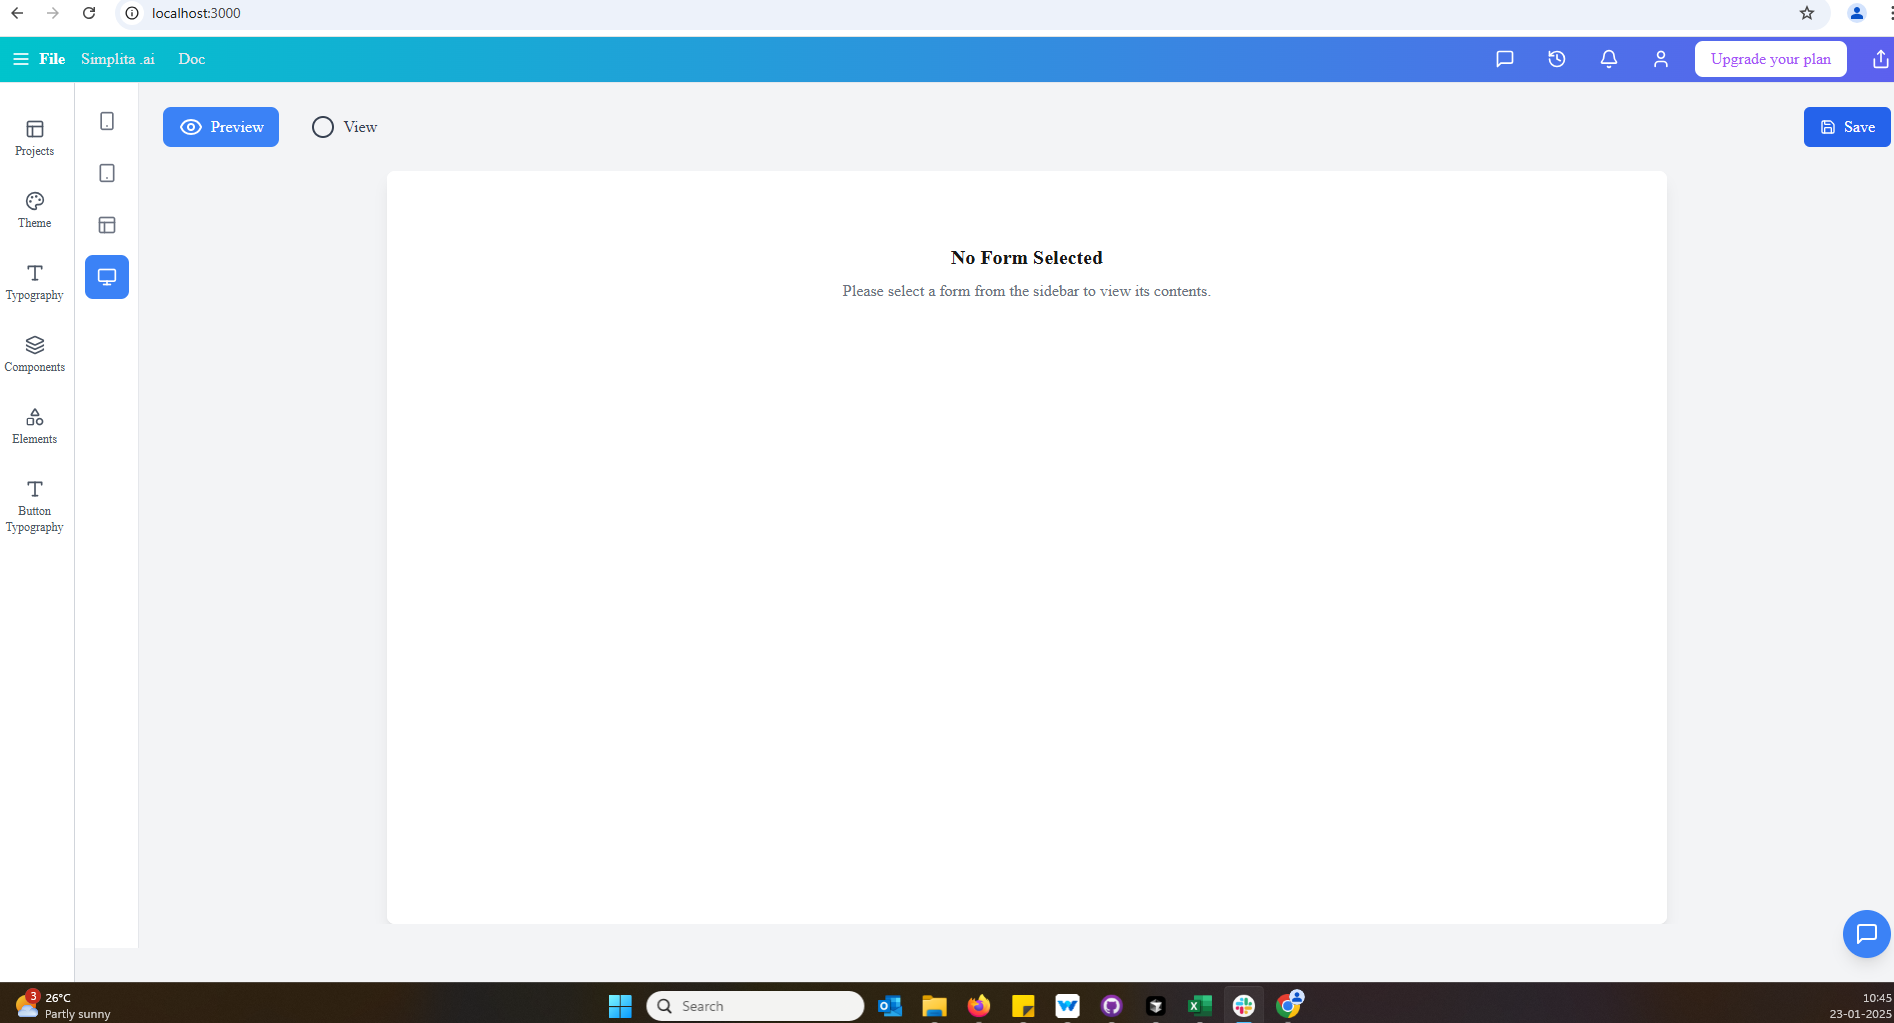 localhost:3000
File Simplita .ai Doc
Upgrade your plan
Projects
Theme
Typography
Components
Elements
Button
Typography
Preview View
Save
No Form Selected
Please select a form from the sidebar to view its contents.
3
26°C
Partly sunny
Search
10:45
23-01-2025